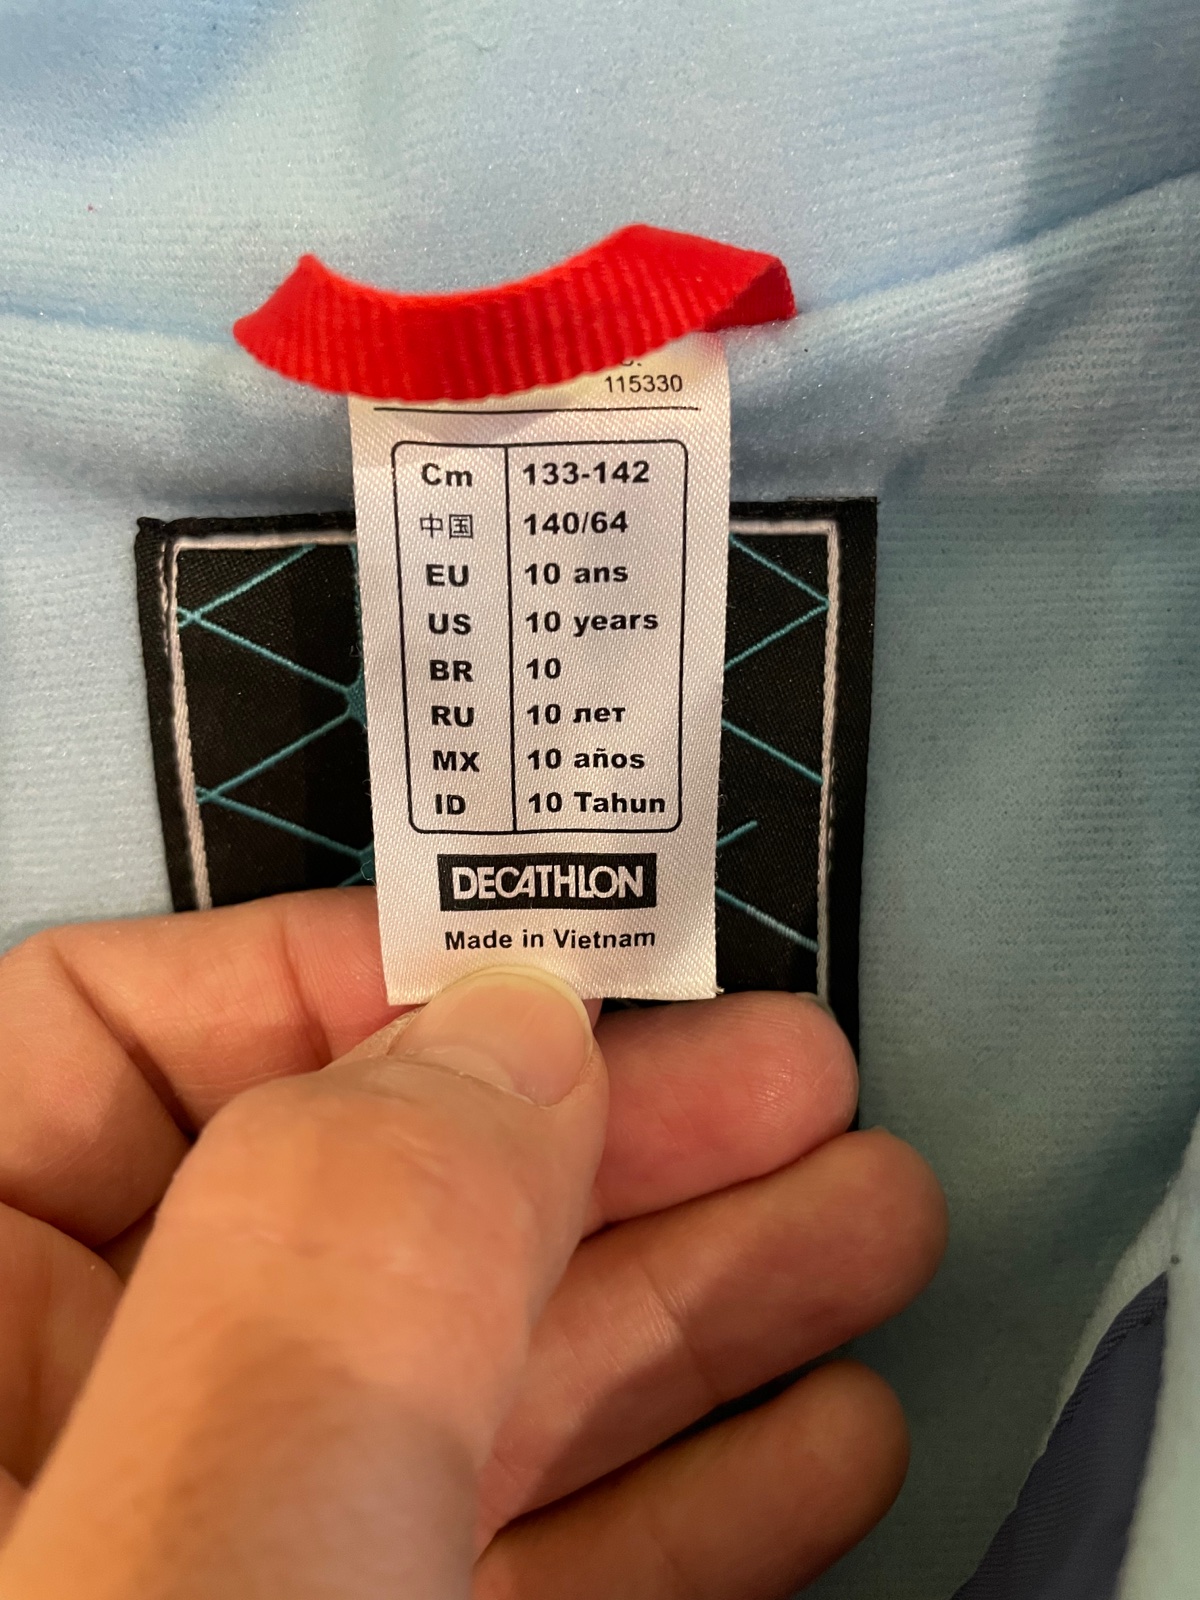 115330
Cm 133-142
中国 140/64
EU 10 ans
US 10 years
BR 10
RU 10 лет
MX 10 años
ID 10 Tahun
DECATHLON
Made in Vietnam